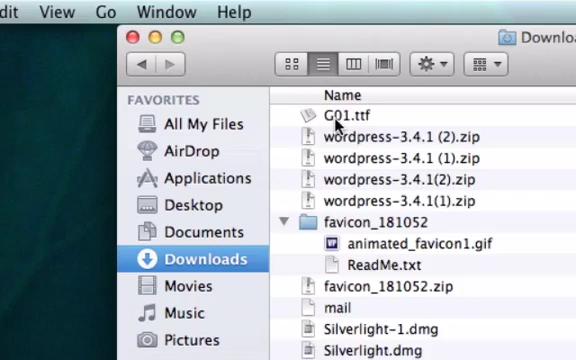 dit View Go Window Help
Downloa
FAVORITES
All My Files
AirDrop
Applications
Desktop
Documents
Downloads
Movies
Music
Pictures
Name
G01.ttf
wordpress-3.4.1 (2).zip
wordpress-3.4.1 (1).zip
wordpress-3.4.1(2).zip
wordpress-3.4.1(1).zip
favicon_181052
animated_favicon1.gif
ReadMe.txt
favicon_181052.zip
mail
Silverlight-1.dmg
Silverlight.dmg